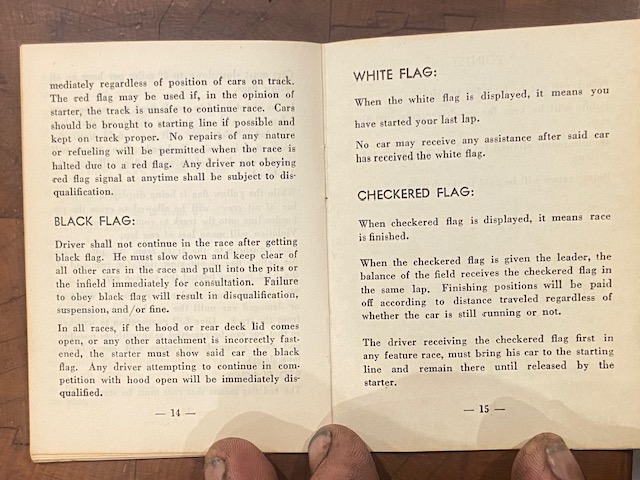 mediately regardless of position of cars on track.
The red flag may be used if, in the opinion of
starter, the track is unsafe to continue race. Cars
should be brought to starting line if possible and
kept on track proper. No repairs of any nature
or refueling will be permitted when the race is
halted due to a red flag. Any driver not obeying
red flag signal at anytime shall be subject to dis-
qualification.
BLACK FLAG:
Driver shall not continue in the race after getting
black flag. He must slow down and keep clear of
all other cars in the race and pull into the pits or
the infield immediately for consultation. Failure
to obey black flag will result in disqualification,
suspension, and/or fine.
In all races, if the hood or rear deck lid comes
open, or any other attachment is incorrectly fast-
ened, the starter must show said car the black
flag. Any driver attempting to continue in com-
petition with hood open will be immediately dis-
qualified.
— 14 —
WHITE FLAG:
When the white flag is displayed, it means you
have started your last lap.
No car may receive any assistance after said car
has received the white flag.
CHECKERED FLAG:
When checkered flag is displayed, it means race
is finished.
When the checkered flag is given the leader, the
balance of the field receives the checkered flag in
the same lap. Finishing positions will be paid
off according to distance traveled regardless of
whether the car is still running or not.
The driver receiving the checkered flag first in
any feature race, must bring his car to the starting
line and remain there until released by the
starter.
— 15 —